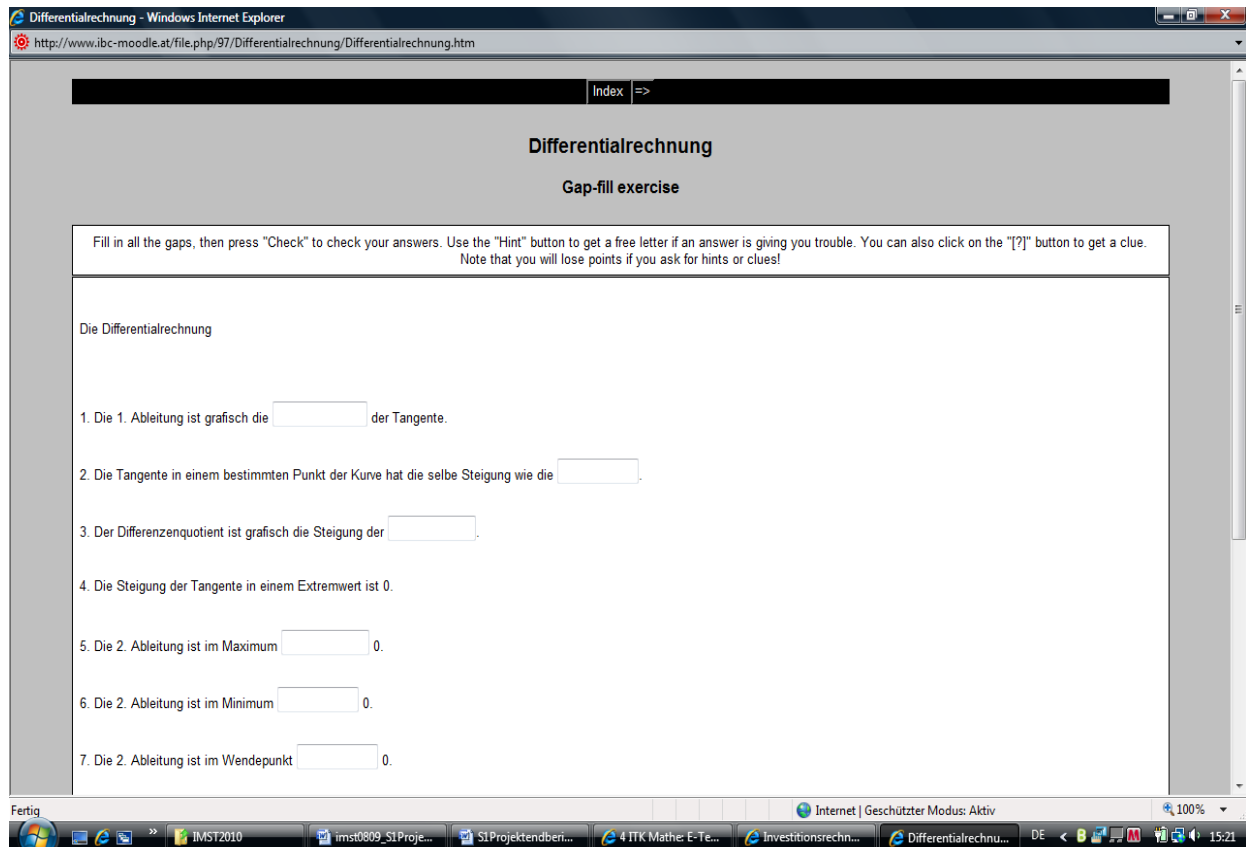 Differentialrechnung - Windows Internet Explorer
http://www.ibc-moodle.at/file.php/97/Differentialrechnung/Differentialrechnung.htm
Index =>
Differentialrechnung
Gap-fill exercise
Fill in all the gaps, then press "Check" to check your answers. Use the "Hint" button to get a free letter if an answer is giving you trouble. You can also click on the "[?]" button to get a clue.
Note that you will lose points if you ask for hints or clues!
Die Differentialrechnung
1. Die 1. Ableitung ist grafisch die der Tangente.
2. Die Tangente in einem bestimmten Punkt der Kurve hat die selbe Steigung wie die .
3. Der Differenzenquotient ist grafisch die Steigung der .
4. Die Steigung der Tangente in einem Extremwert ist 0.
5. Die 2. Ableitung ist im Maximum 0.
6. Die 2. Ableitung ist im Minimum 0.
7. Die 2. Ableitung ist im Wendepunkt 0.
Fertig Internet | Geschützter Modus: Aktiv 100%
» IMST2010 imst0809_S1Proje... S1Projektendberi... 4 ITK Mathe: E-Te... Investitionsrechn... Differentialrechnu... DE < 15:21